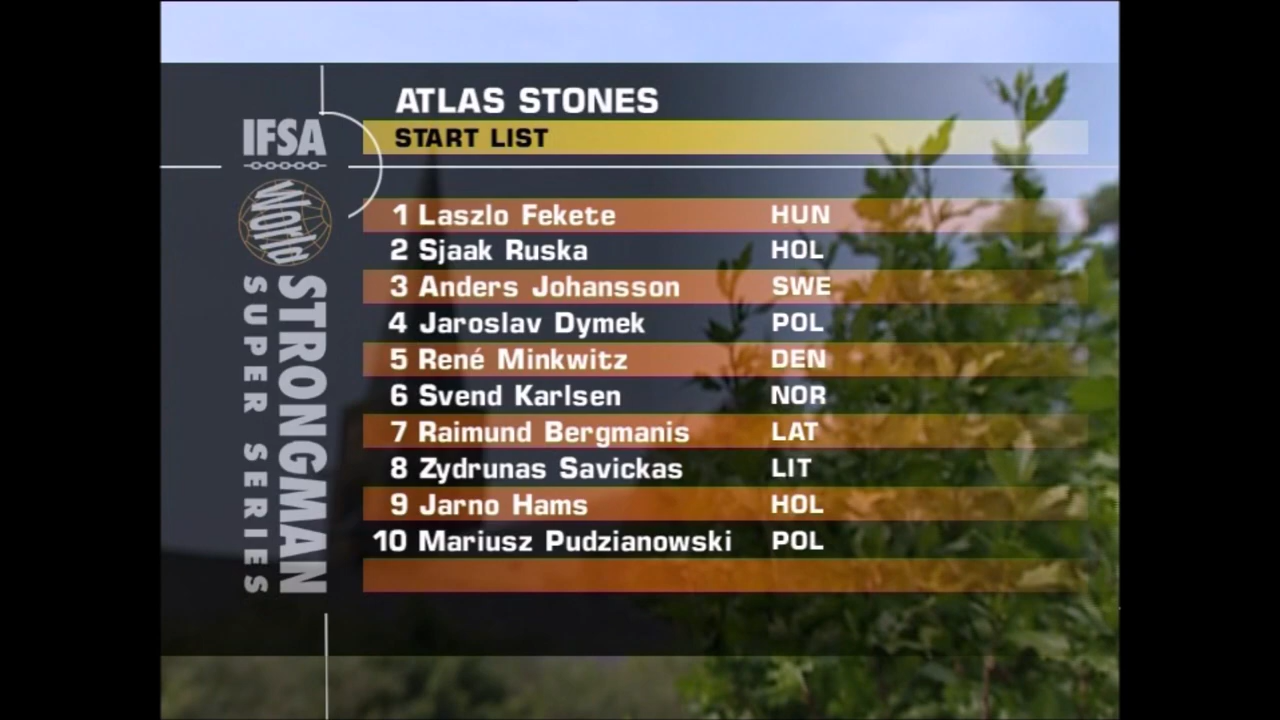 ATLAS STONES
START LIST
IFSA
World
STRONGMAN
SUPER SERIES
1 Laszlo Fekete HUN
2 Sjaak Ruska HOL
3 Anders Johansson SWE
4 Jaroslav Dymek POL
5 René Minkwitz DEN
6 Svend Karlsen NOR
7 Raimund Bergmanis LAT
8 Zydrunas Savickas LIT
9 Jarno Hams HOL
10 Mariusz Pudzianowski POL